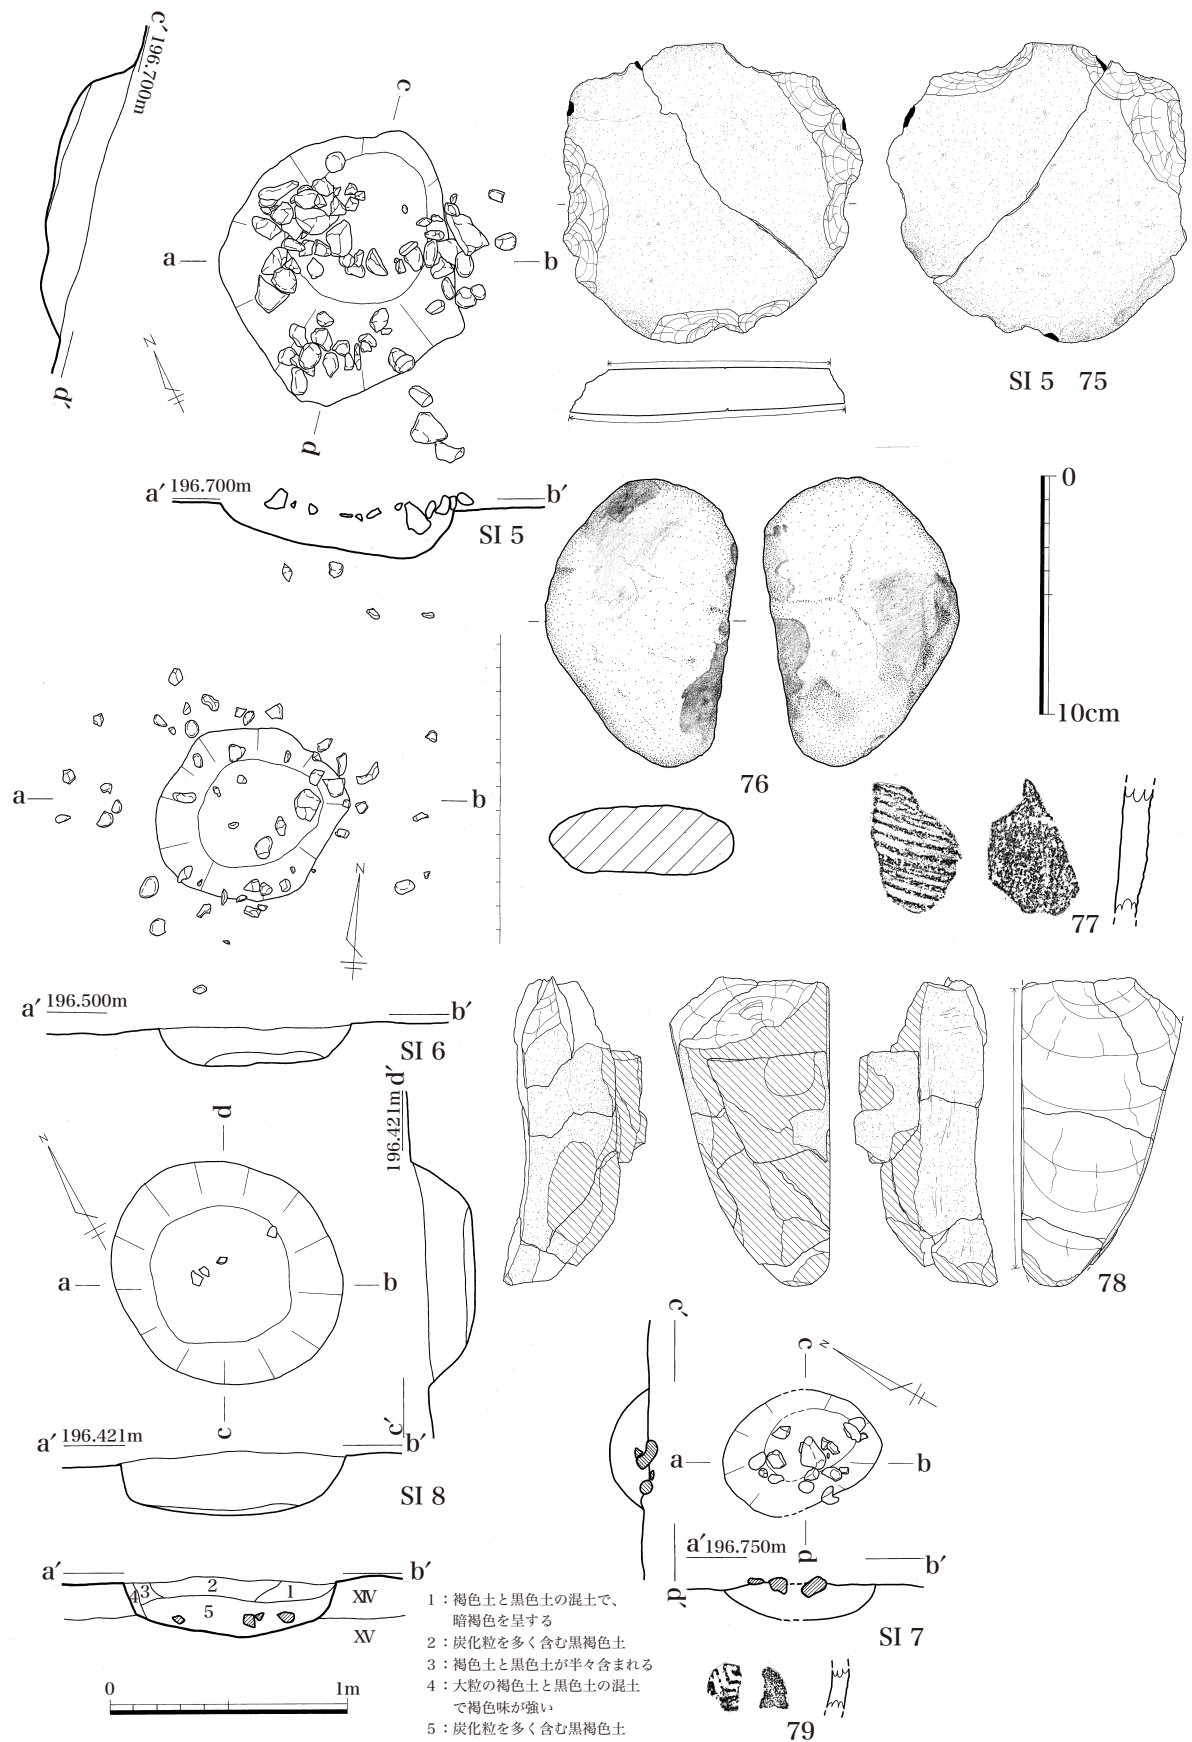 c′ 196.700m
d′
N
c
a
b
d
SI 5 75
a′ 196.700m
b′
SI 5
0
10cm
76
77
a
b
N
a′ 196.500m
b′
SI 6
78
N
d
a
b
c
d′
196.421m
c′
a′ 196.421m
b′
SI 8
c′
d′
N
c
a
b
d
a′ 196.750m
b′
SI 7
a′
b′
4
3
2
1
5
XIV
XV
1:褐色土と黒色土の混土で、
暗褐色を呈する
2:炭化粒を多く含む黒褐色土
3:褐色土と黒色土が半々含まれる
4:大粒の褐色土と黒色土の混土
で褐色味が強い
5:炭化粒を多く含む黒褐色土
0
1m
79